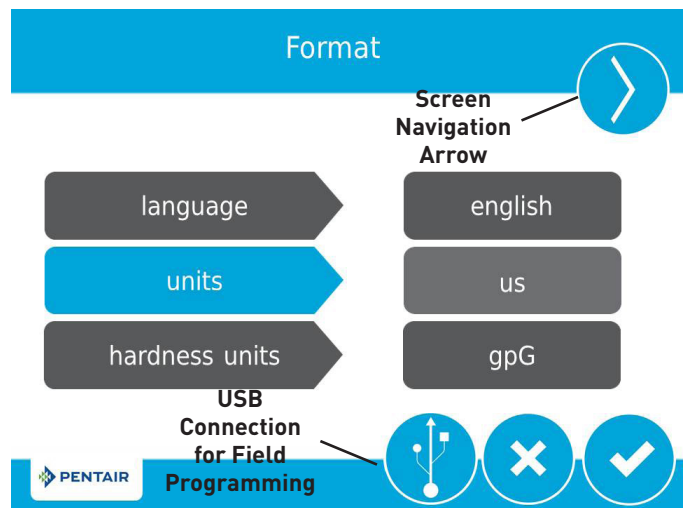 Format
Screen
Navigation
Arrow
language
english
units
us
hardness units
gpG
USB
Connection
for Field
Programming
PENTAIR